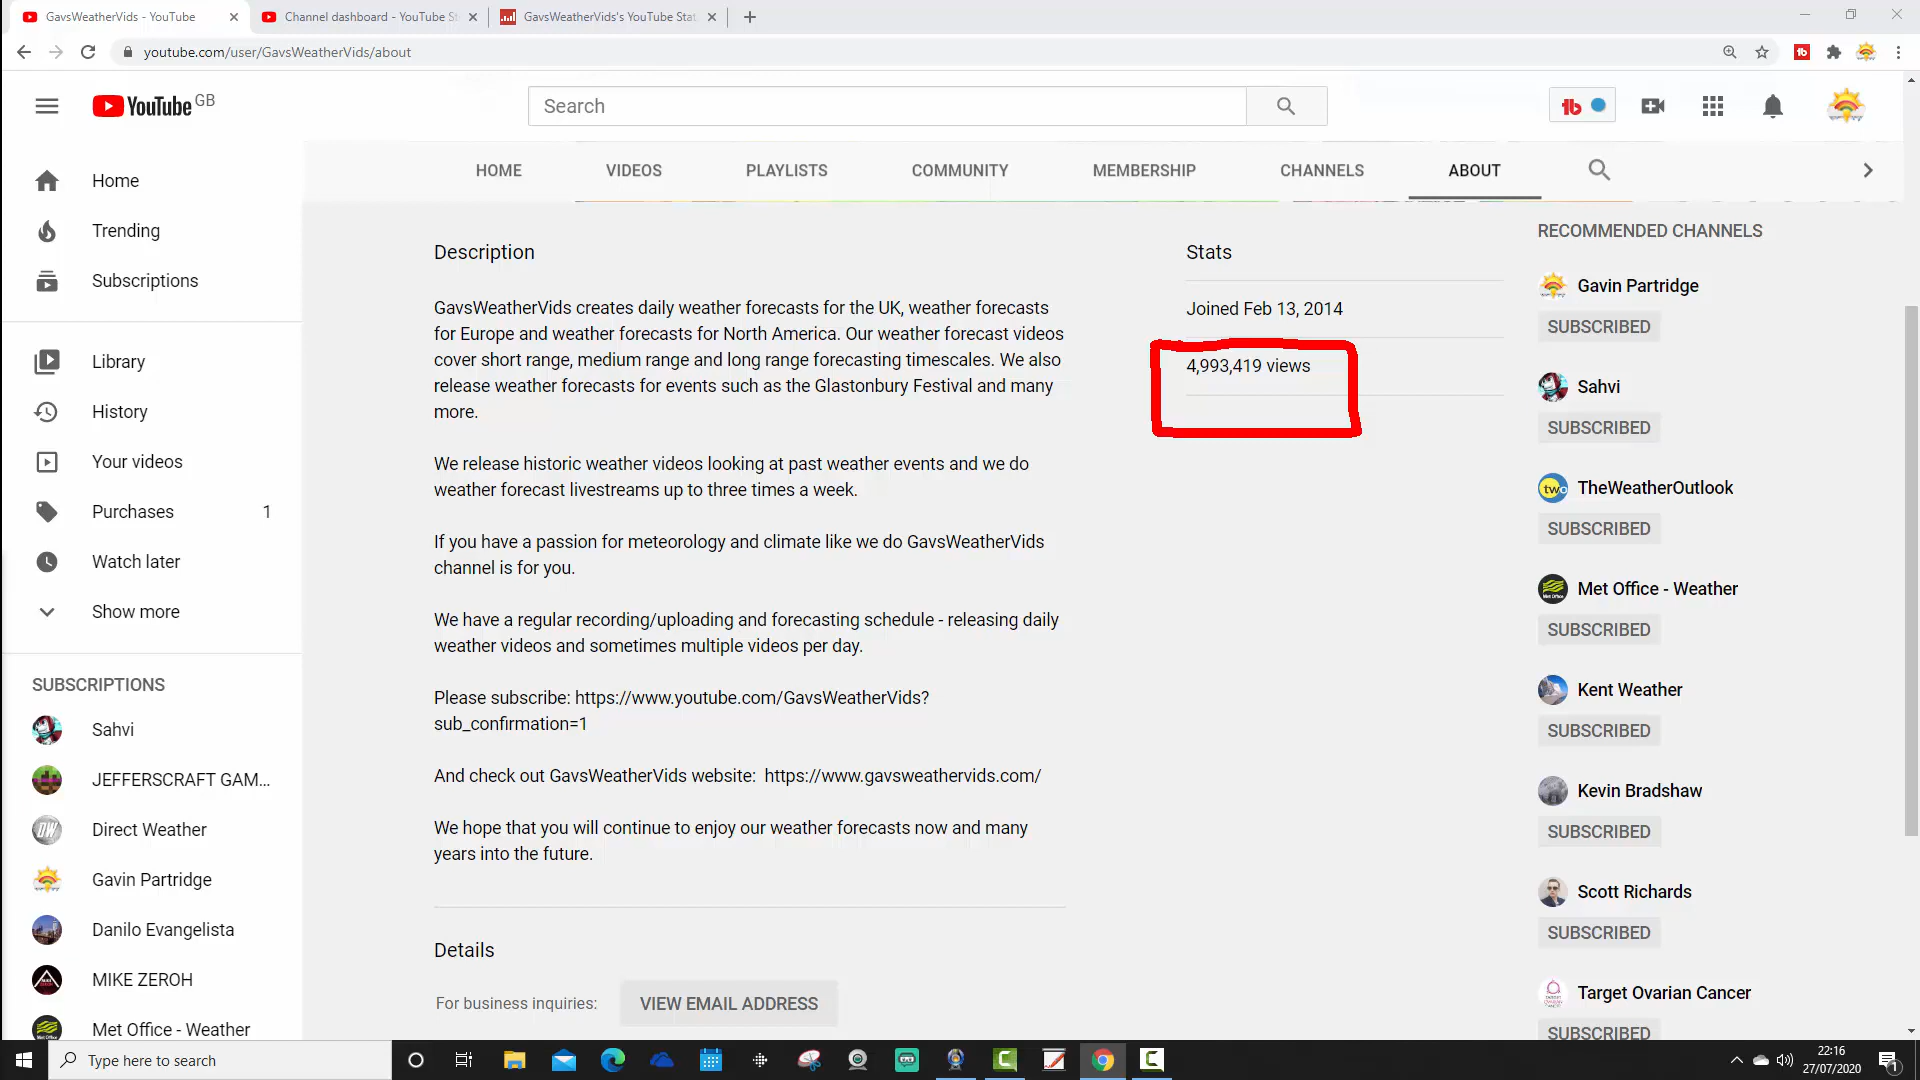 GavsWeatherVids - YouTube
Channel dashboard - YouTube St
GavsWeatherVids's YouTube Stat
youtube.com/user/GavsWeatherVids/about
YouTube GB
Search
HOME VIDEOS PLAYLISTS COMMUNITY MEMBERSHIP CHANNELS ABOUT
Home
Trending
Subscriptions
Library
History
Your videos
Purchases 1
Watch later
Show more
SUBSCRIPTIONS
Sahvi
JEFFERSCRAFT GAM...
Direct Weather
Gavin Partridge
Danilo Evangelista
MIKE ZEROH
Met Office - Weather
Description
GavsWeatherVids creates daily weather forecasts for the UK, weather forecasts
for Europe and weather forecasts for North America. Our weather forecast videos
cover short range, medium range and long range forecasting timescales. We also
release weather forecasts for events such as the Glastonbury Festival and many
more.
We release historic weather videos looking at past weather events and we do
weather forecast livestreams up to three times a week.
If you have a passion for meteorology and climate like we do GavsWeatherVids
channel is for you.
We have a regular recording/uploading and forecasting schedule - releasing daily
weather videos and sometimes multiple videos per day.
Please subscribe: https://www.youtube.com/GavsWeatherVids?
sub_confirmation=1
And check out GavsWeatherVids website:  https://www.gavsweathervids.com/
We hope that you will continue to enjoy our weather forecasts now and many
years into the future.
Details
For business inquiries: VIEW EMAIL ADDRESS
Stats
Joined Feb 13, 2014
4,993,419 views
RECOMMENDED CHANNELS
Gavin Partridge
SUBSCRIBED
Sahvi
SUBSCRIBED
two
TheWeatherOutlook
SUBSCRIBED
Met Office - Weather
SUBSCRIBED
Kent Weather
SUBSCRIBED
Kevin Bradshaw
SUBSCRIBED
Scott Richards
SUBSCRIBED
Target Ovarian Cancer
SUBSCRIBED
Type here to search
22:16
27/07/2020
1